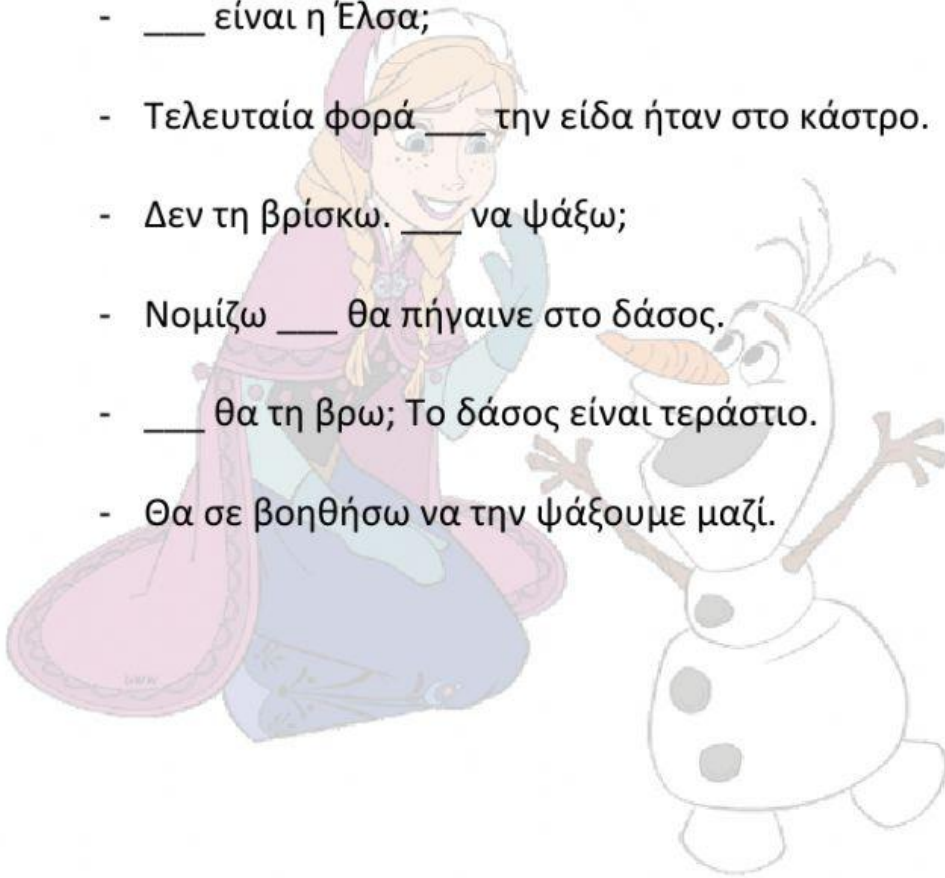 - ___ είναι η Έλσα;
- Τελευταία φορά ___ την είδα ήταν στο κάστρο.
- Δεν τη βρίσκω. ___ να ψάξω;
- Νομίζω ___ θα πήγαινε στο δάσος.
- ___ θα τη βρω; Το δάσος είναι τεράστιο.
- Θα σε βοηθήσω να την ψάξουμε μαζί.